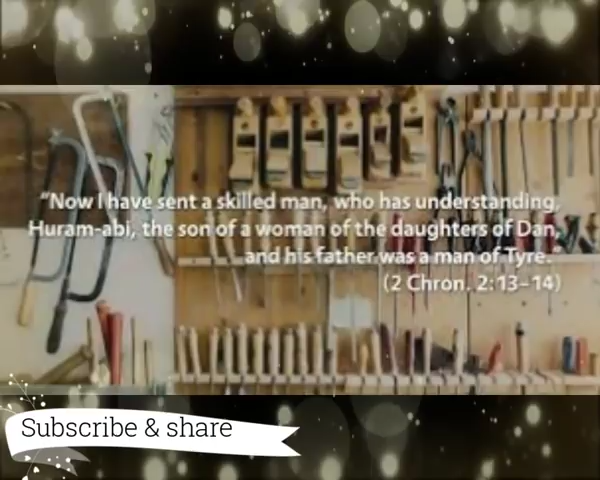 "Now I have sent a skilled man, who has understanding,
Huram-abi, the son of a woman of the daughters of Dan,
and his father was a man of Tyre.
(2 Chron. 2:13–14)
Subscribe & share